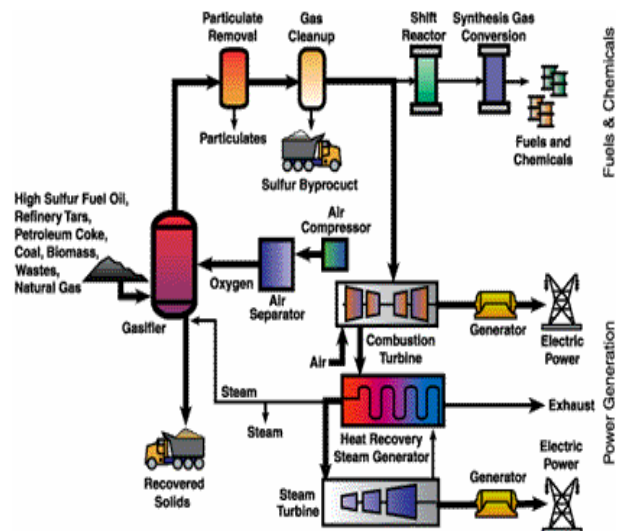 Particulate
Removal
Gas
Cleanup
Shift
Reactor
Synthesis Gas
Conversion
Fuels & Chemicals
Particulates
Sulfur Byprocuct
Fuels and
Chemicals
High Sulfur Fuel Oil,
Refinery Tars,
Petroleum Coke,
Coal, Biomass,
Wastes,
Natural Gas
Air
Compressor
Oxygen
Air
Separator
Gasifier
Combustion
Turbine
Air
Generator
Electric
Power
Power Generation
Steam
Steam
Exhaust
Heat Recovery
Steam Generator
Recovered
Solids
Steam
Turbine
Generator
Electric
Power